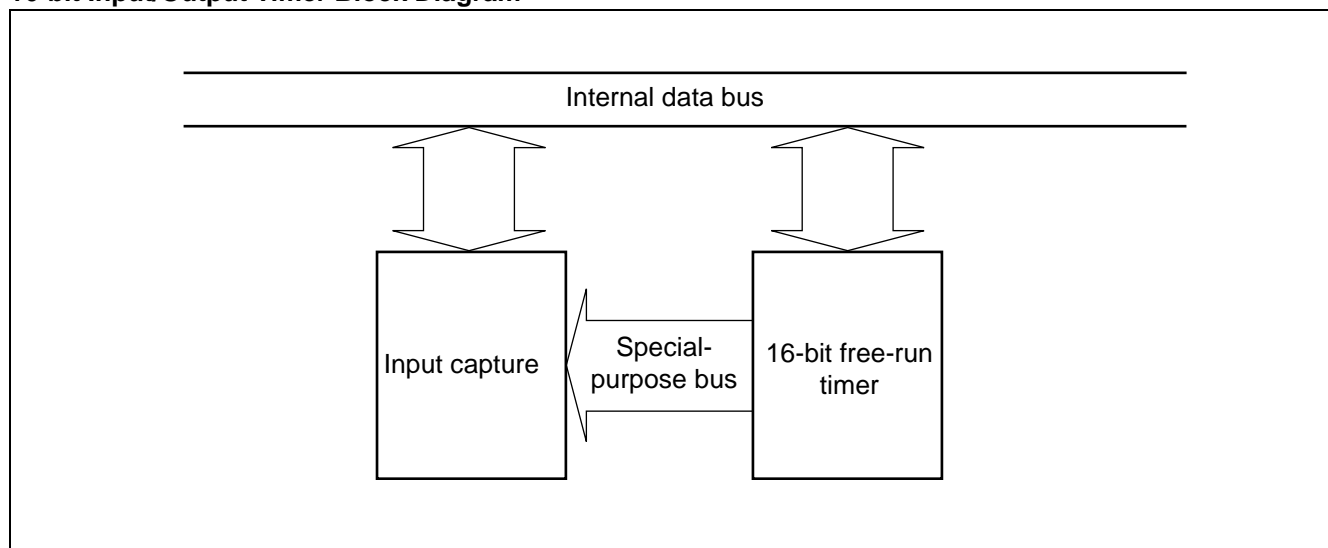 16-bit Input/Output Timer Block Diagram
Internal data bus
Input capture
Special-
purpose bus
16-bit free-run
timer